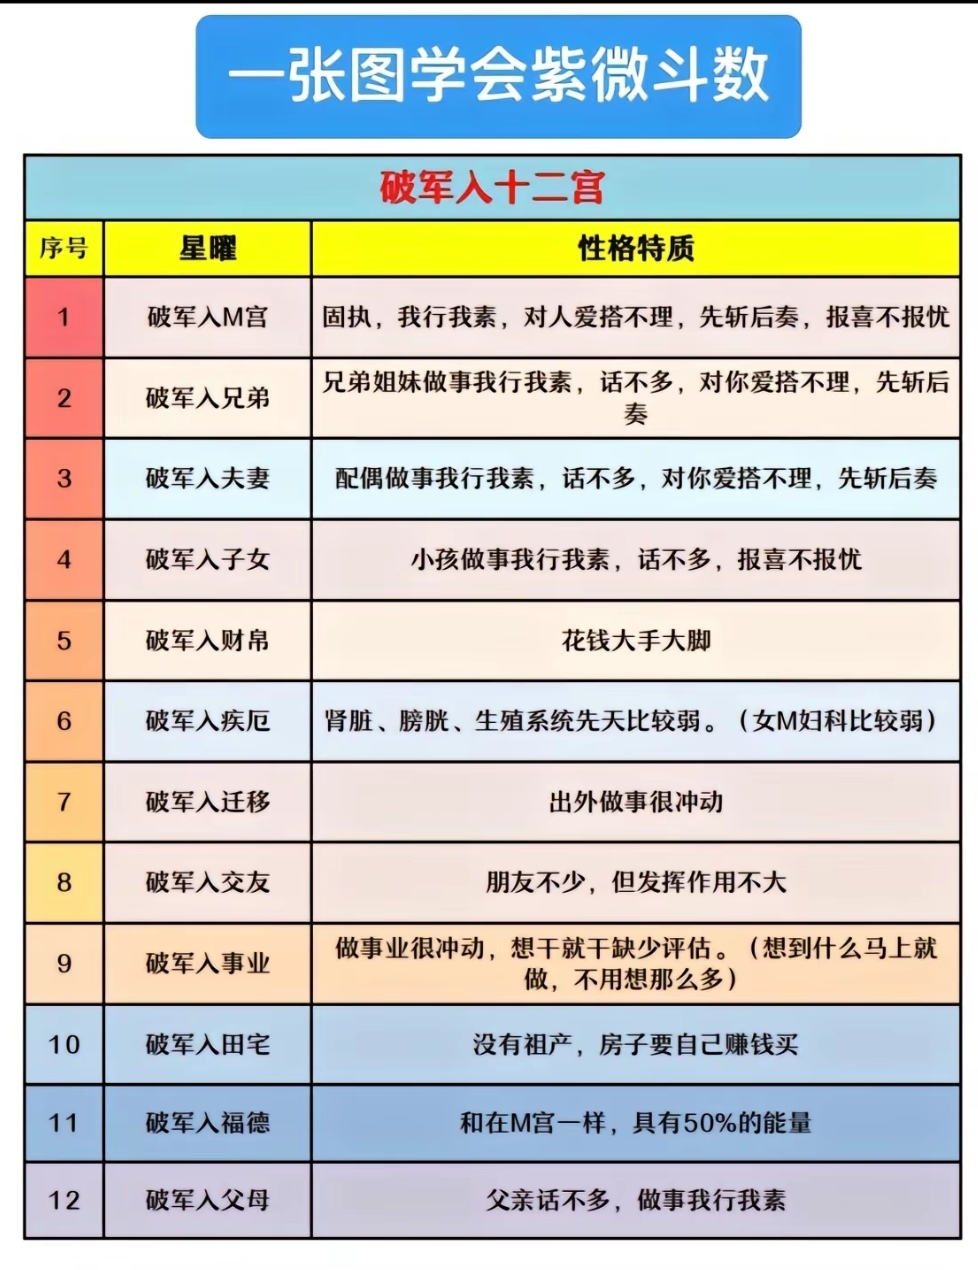 一张图学会紫微斗数
破军入十二宫
序号 星曜 性格特质
1 破军入M宫 固执，我行我素，对人爱搭不理，先斩后奏，报喜不报忧
2 破军入兄弟 兄弟姐妹做事我行我素，话不多，对你爱搭不理，先斩后
奏
3 破军入夫妻 配偶做事我行我素，话不多，对你爱搭不理，先斩后奏
4 破军入子女 小孩做事我行我素，话不多，报喜不报忧
5 破军入财帛 花钱大手大脚
6 破军入疾厄 肾脏、膀胱、生殖系统先天比较弱。（女M妇科比较弱）
7 破军入迁移 出外做事很冲动
8 破军入交友 朋友不少，但发挥作用不大
9 破军入事业 做事业很冲动，想干就干缺少评估。（想到什么马上就
做，不用想那么多）
10 破军入田宅 没有祖产，房子要自己赚钱买
11 破军入福德 和在M宫一样，具有50%的能量
12 破军入父母 父亲话不多，做事我行我素